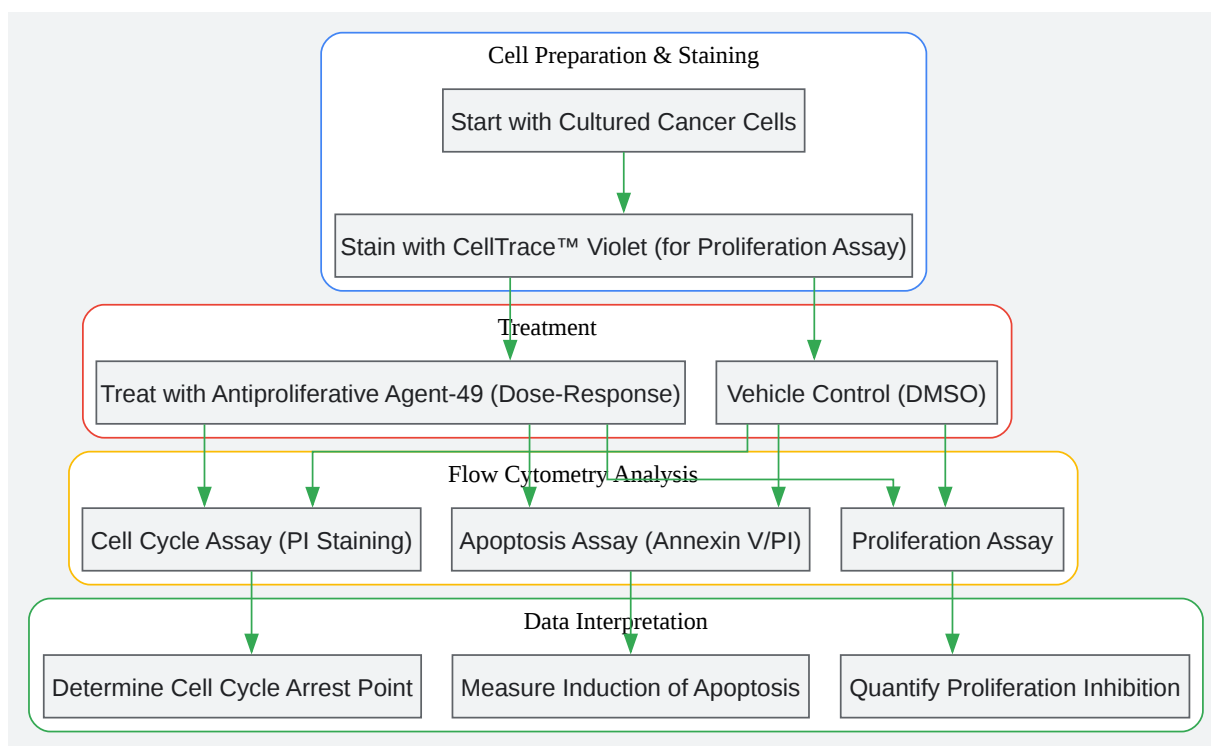 Cell Preparation & Staining
Start with Cultured Cancer Cells
Stain with CellTrace™ Violet (for Proliferation Assay)
Treatment
Treat with Antiproliferative Agent-49 (Dose-Response)
Vehicle Control (DMSO)
Flow Cytometry Analysis
Cell Cycle Assay (PI Staining)
Apoptosis Assay (Annexin V/PI)
Proliferation Assay
Data Interpretation
Determine Cell Cycle Arrest Point
Measure Induction of Apoptosis
Quantify Proliferation Inhibition